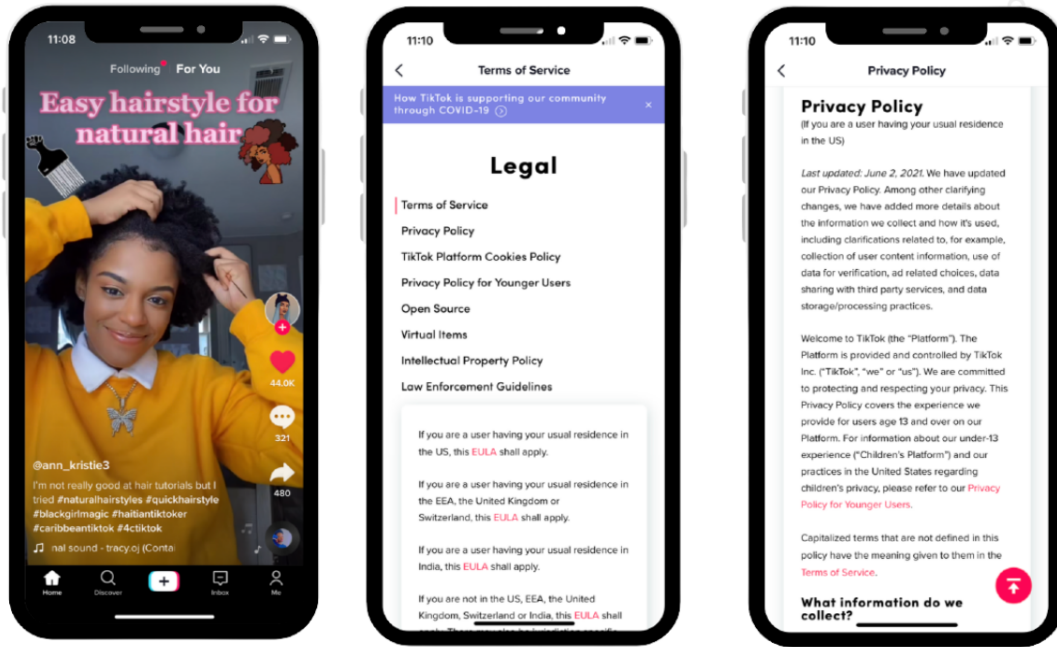 11:08
Following For You
Easy hairstyle for
natural hair
44.0K
321
480
@ann_kristie3
I'm not really good at hair tutorials but I
tried #naturalhairstyles #quickhairstyle
#blackgirlmagic #haitiantiktoker
#caribbeantiktok #4ctiktok
nal sound - tracy.oj (Contai
Home
Discover
Inbox
Me
11:10
Terms of Service
How TikTok is supporting our community
through COVID-19
Legal
Terms of Service
Privacy Policy
TikTok Platform Cookies Policy
Privacy Policy for Younger Users
Open Source
Virtual Items
Intellectual Property Policy
Law Enforcement Guidelines
If you are a user having your usual residence in
the US, this EULA shall apply.
If you are a user having your usual residence in
the EEA, the United Kingdom or
Switzerland, this EULA shall apply.
If you are a user having your usual residence in
India, this EULA shall apply.
If you are not in the US, EEA, the United
Kingdom, Switzerland or India, this EULA shall
11:10
Privacy Policy
Privacy Policy
(If you are a user having your usual residence
in the US)
Last updated: June 2, 2021. We have updated
our Privacy Policy. Among other clarifying
changes, we have added more details about
the information we collect and how it's used,
including clarifications related to, for example,
collection of user content information, use of
data for verification, ad related choices, data
sharing with third party services, and data
storage/processing practices.
Welcome to TikTok (the "Platform"). The
Platform is provided and controlled by TikTok
Inc. ("TikTok", "we" or "us"). We are committed
to protecting and respecting your privacy. This
Privacy Policy covers the experience we
provide for users age 13 and over on our
Platform. For information about our under-13
experience ("Children's Platform") and our
practices in the United States regarding
children's privacy, please refer to our Privacy
Policy for Younger Users.
Capitalized terms that are not defined in this
policy have the meaning given to them in the
Terms of Service.
What information do we
collect?